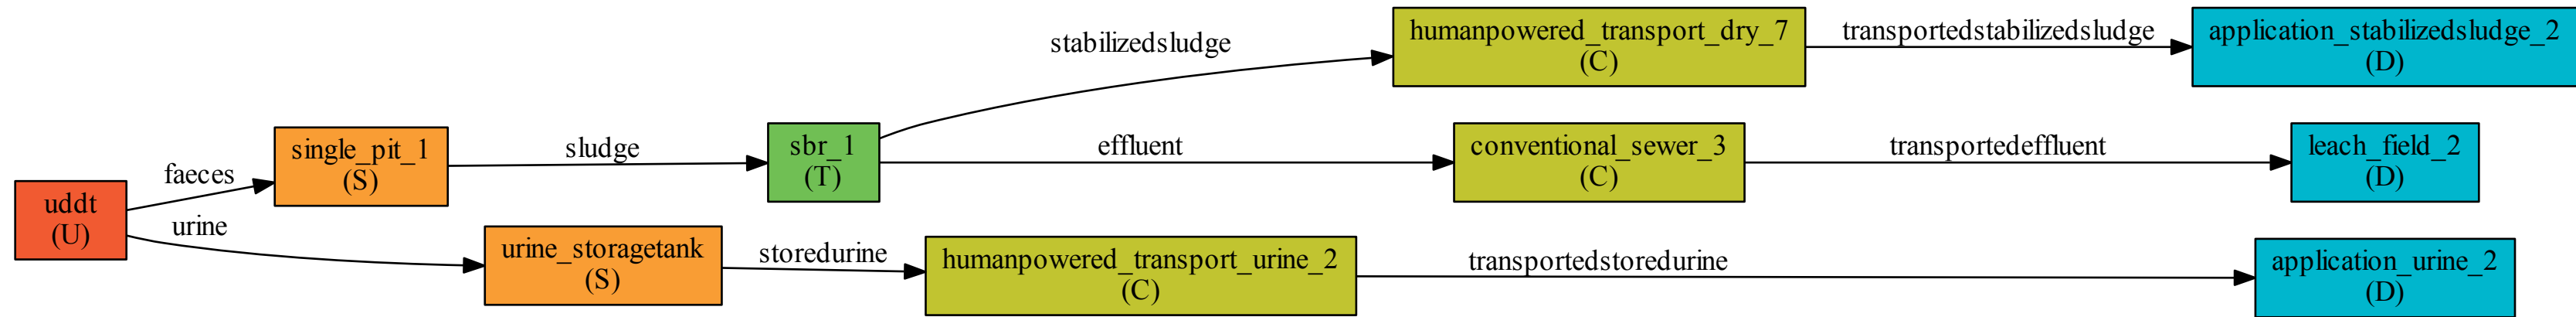 uddt
(U)
faeces
urine
single_pit_1
(S)
sludge
urine_storagetank
(S)
storedurine
sbr_1
(T)
stabilizedsludge
effluent
humanpowered_transport_urine_2
(C)
transportedstoredurine
humanpowered_transport_dry_7
(C)
transportedstabilizedsludge
conventional_sewer_3
(C)
transportedeffluent
application_stabilizedsludge_2
(D)
leach_field_2
(D)
application_urine_2
(D)